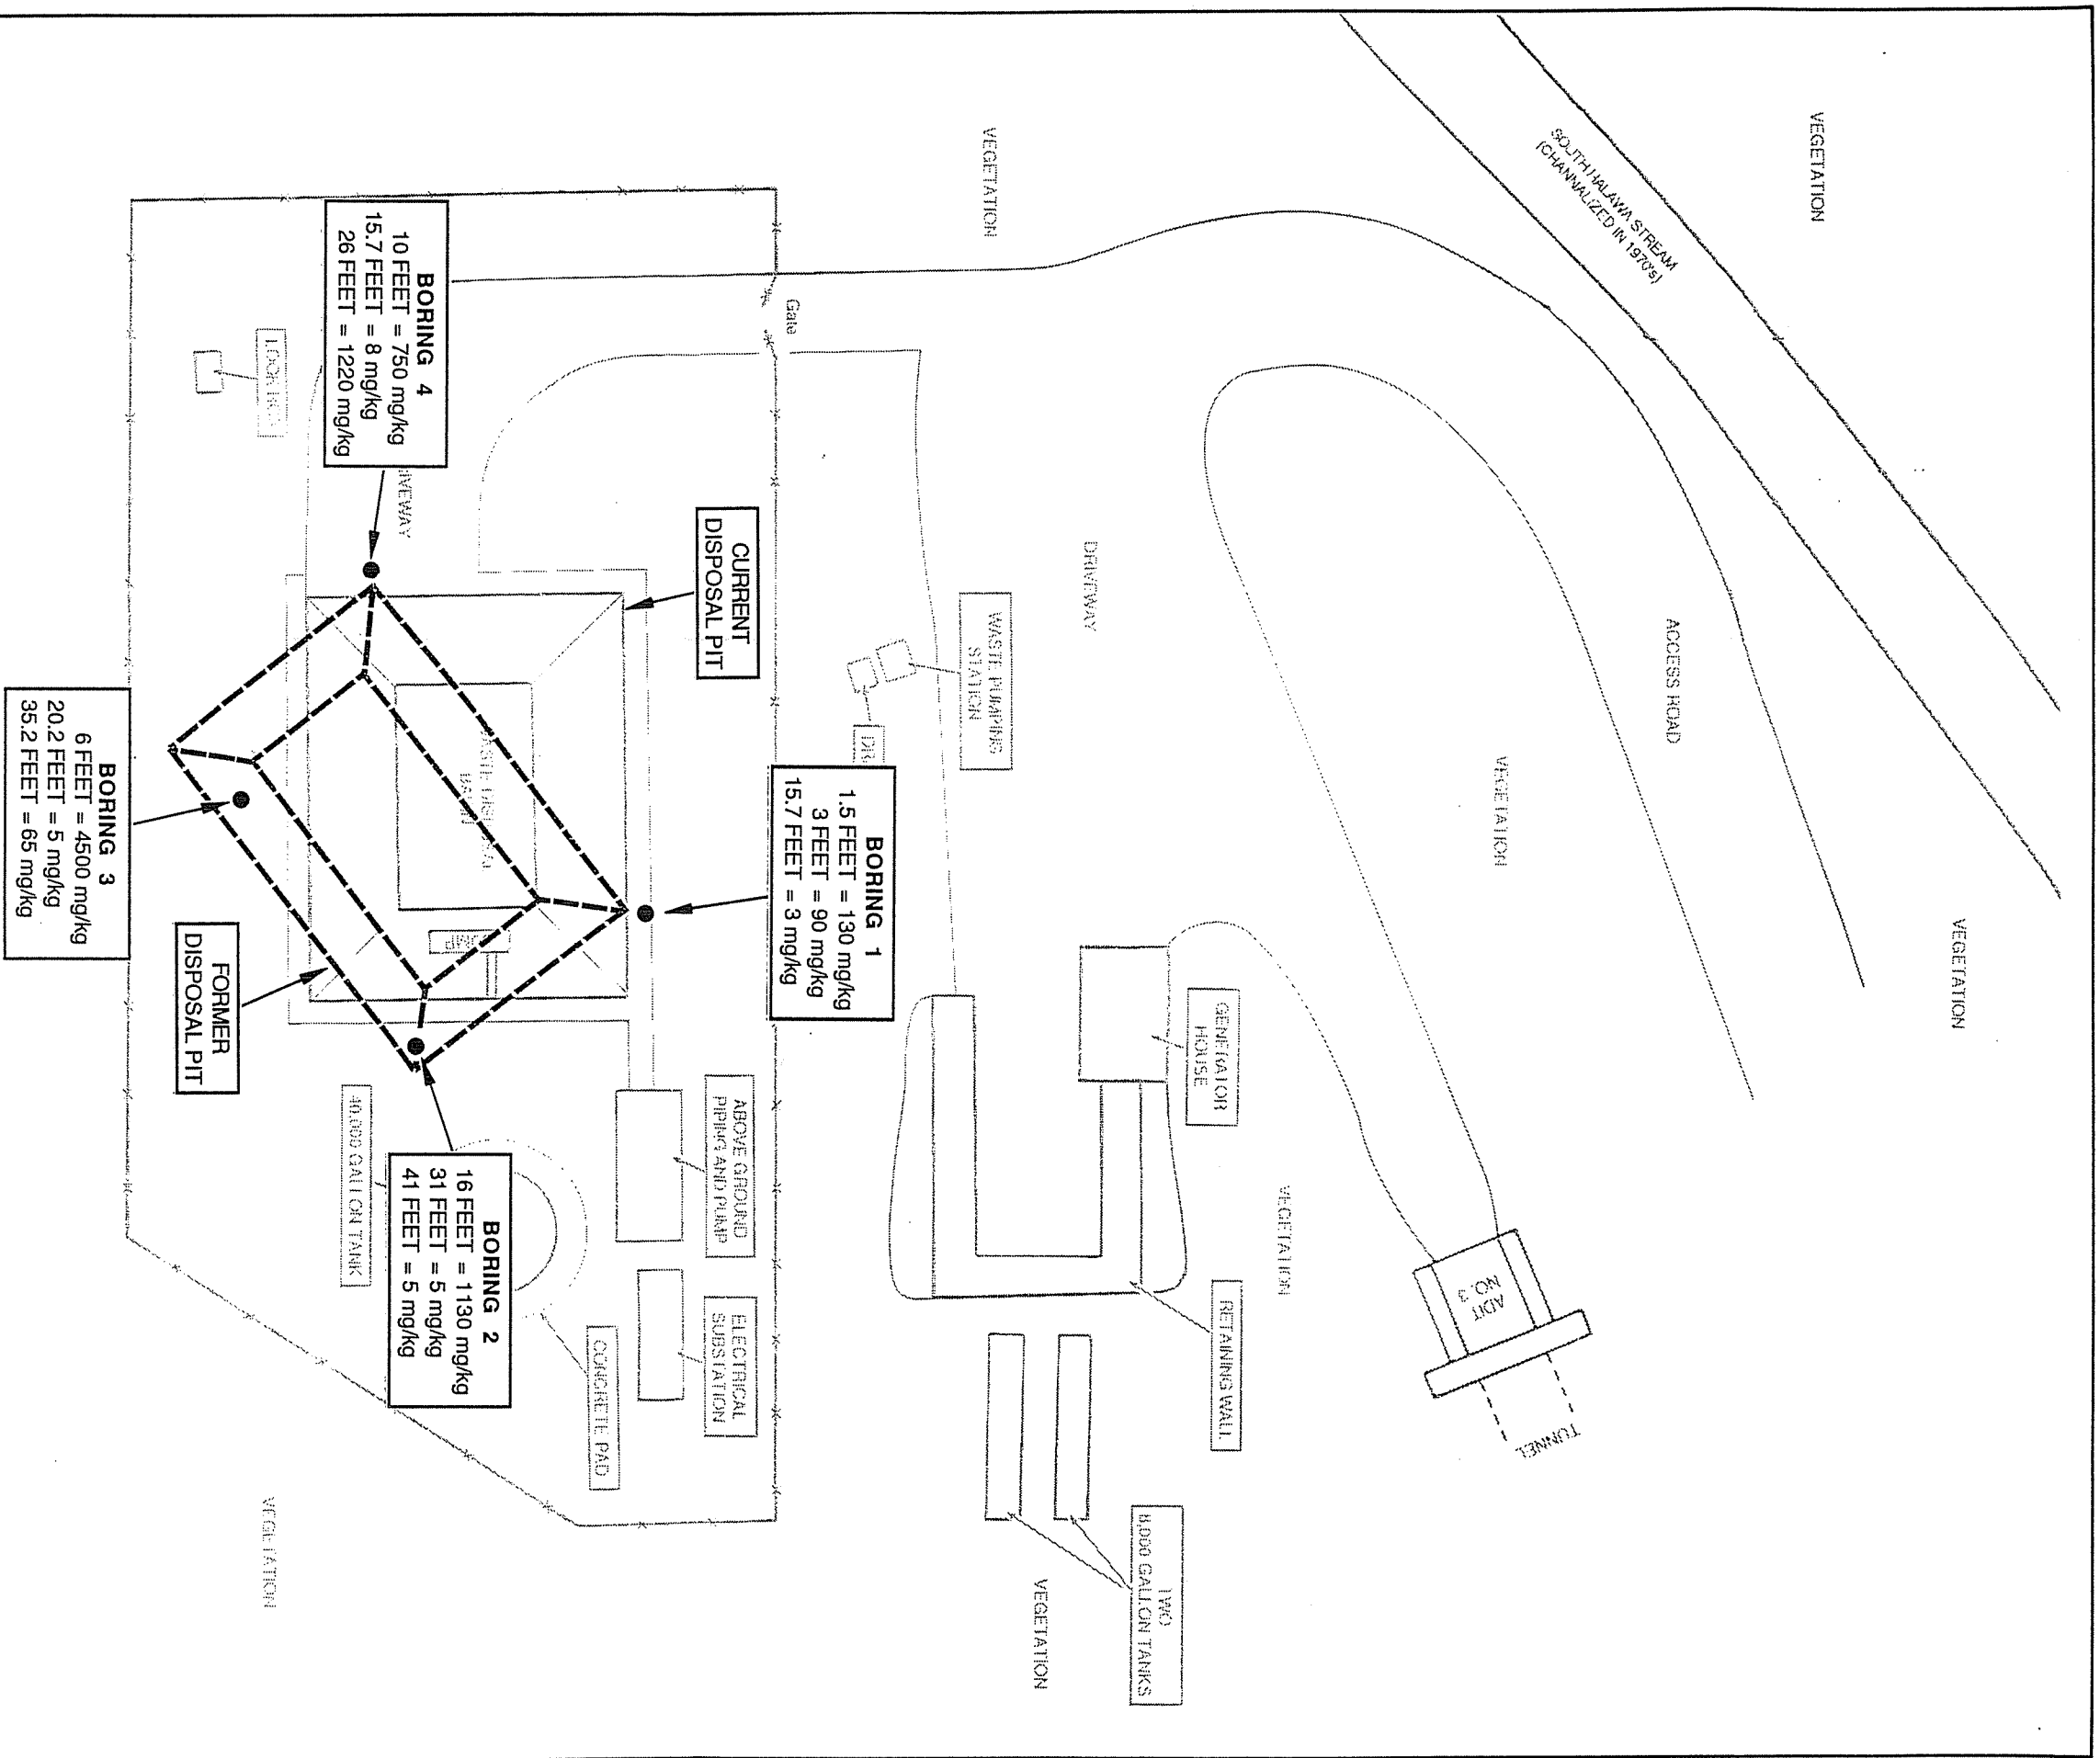 VEGETATION
SOUTH HALAWA STREAM
(CHANNALIZED IN 1970's)
VEGETATION
ACCESS ROAD
VEGETATION
VEGETATION
DRIVEWAY
WASTE PUMPING
STATION
GENERATOR
HOUSE
VEGETATION
ADIT
NO. 3
TUNNEL
RETAINING WALL
TWO
8,000 GALLON TANKS
VEGETATION
Gate
BORING 1
1.5 FEET = 130 mg/kg
3 FEET = 90 mg/kg
15.7 FEET = 3 mg/kg
CURRENT
DISPOSAL PIT
ABOVE GROUND
PIPING AND PUMP
ELECTRICAL
SUBSTATION
CONCRETE PAD
BORING 4
10 FEET = 750 mg/kg
15.7 FEET = 8 mg/kg
26 FEET = 1220 mg/kg
BORING 2
16 FEET = 1130 mg/kg
31 FEET = 5 mg/kg
41 FEET = 5 mg/kg
40,000 GALLON TANK
FORMER
DISPOSAL PIT
BORING 3
6 FEET = 4500 mg/kg
20.2 FEET = 5 mg/kg
35.2 FEET = 65 mg/kg
VEGETATION